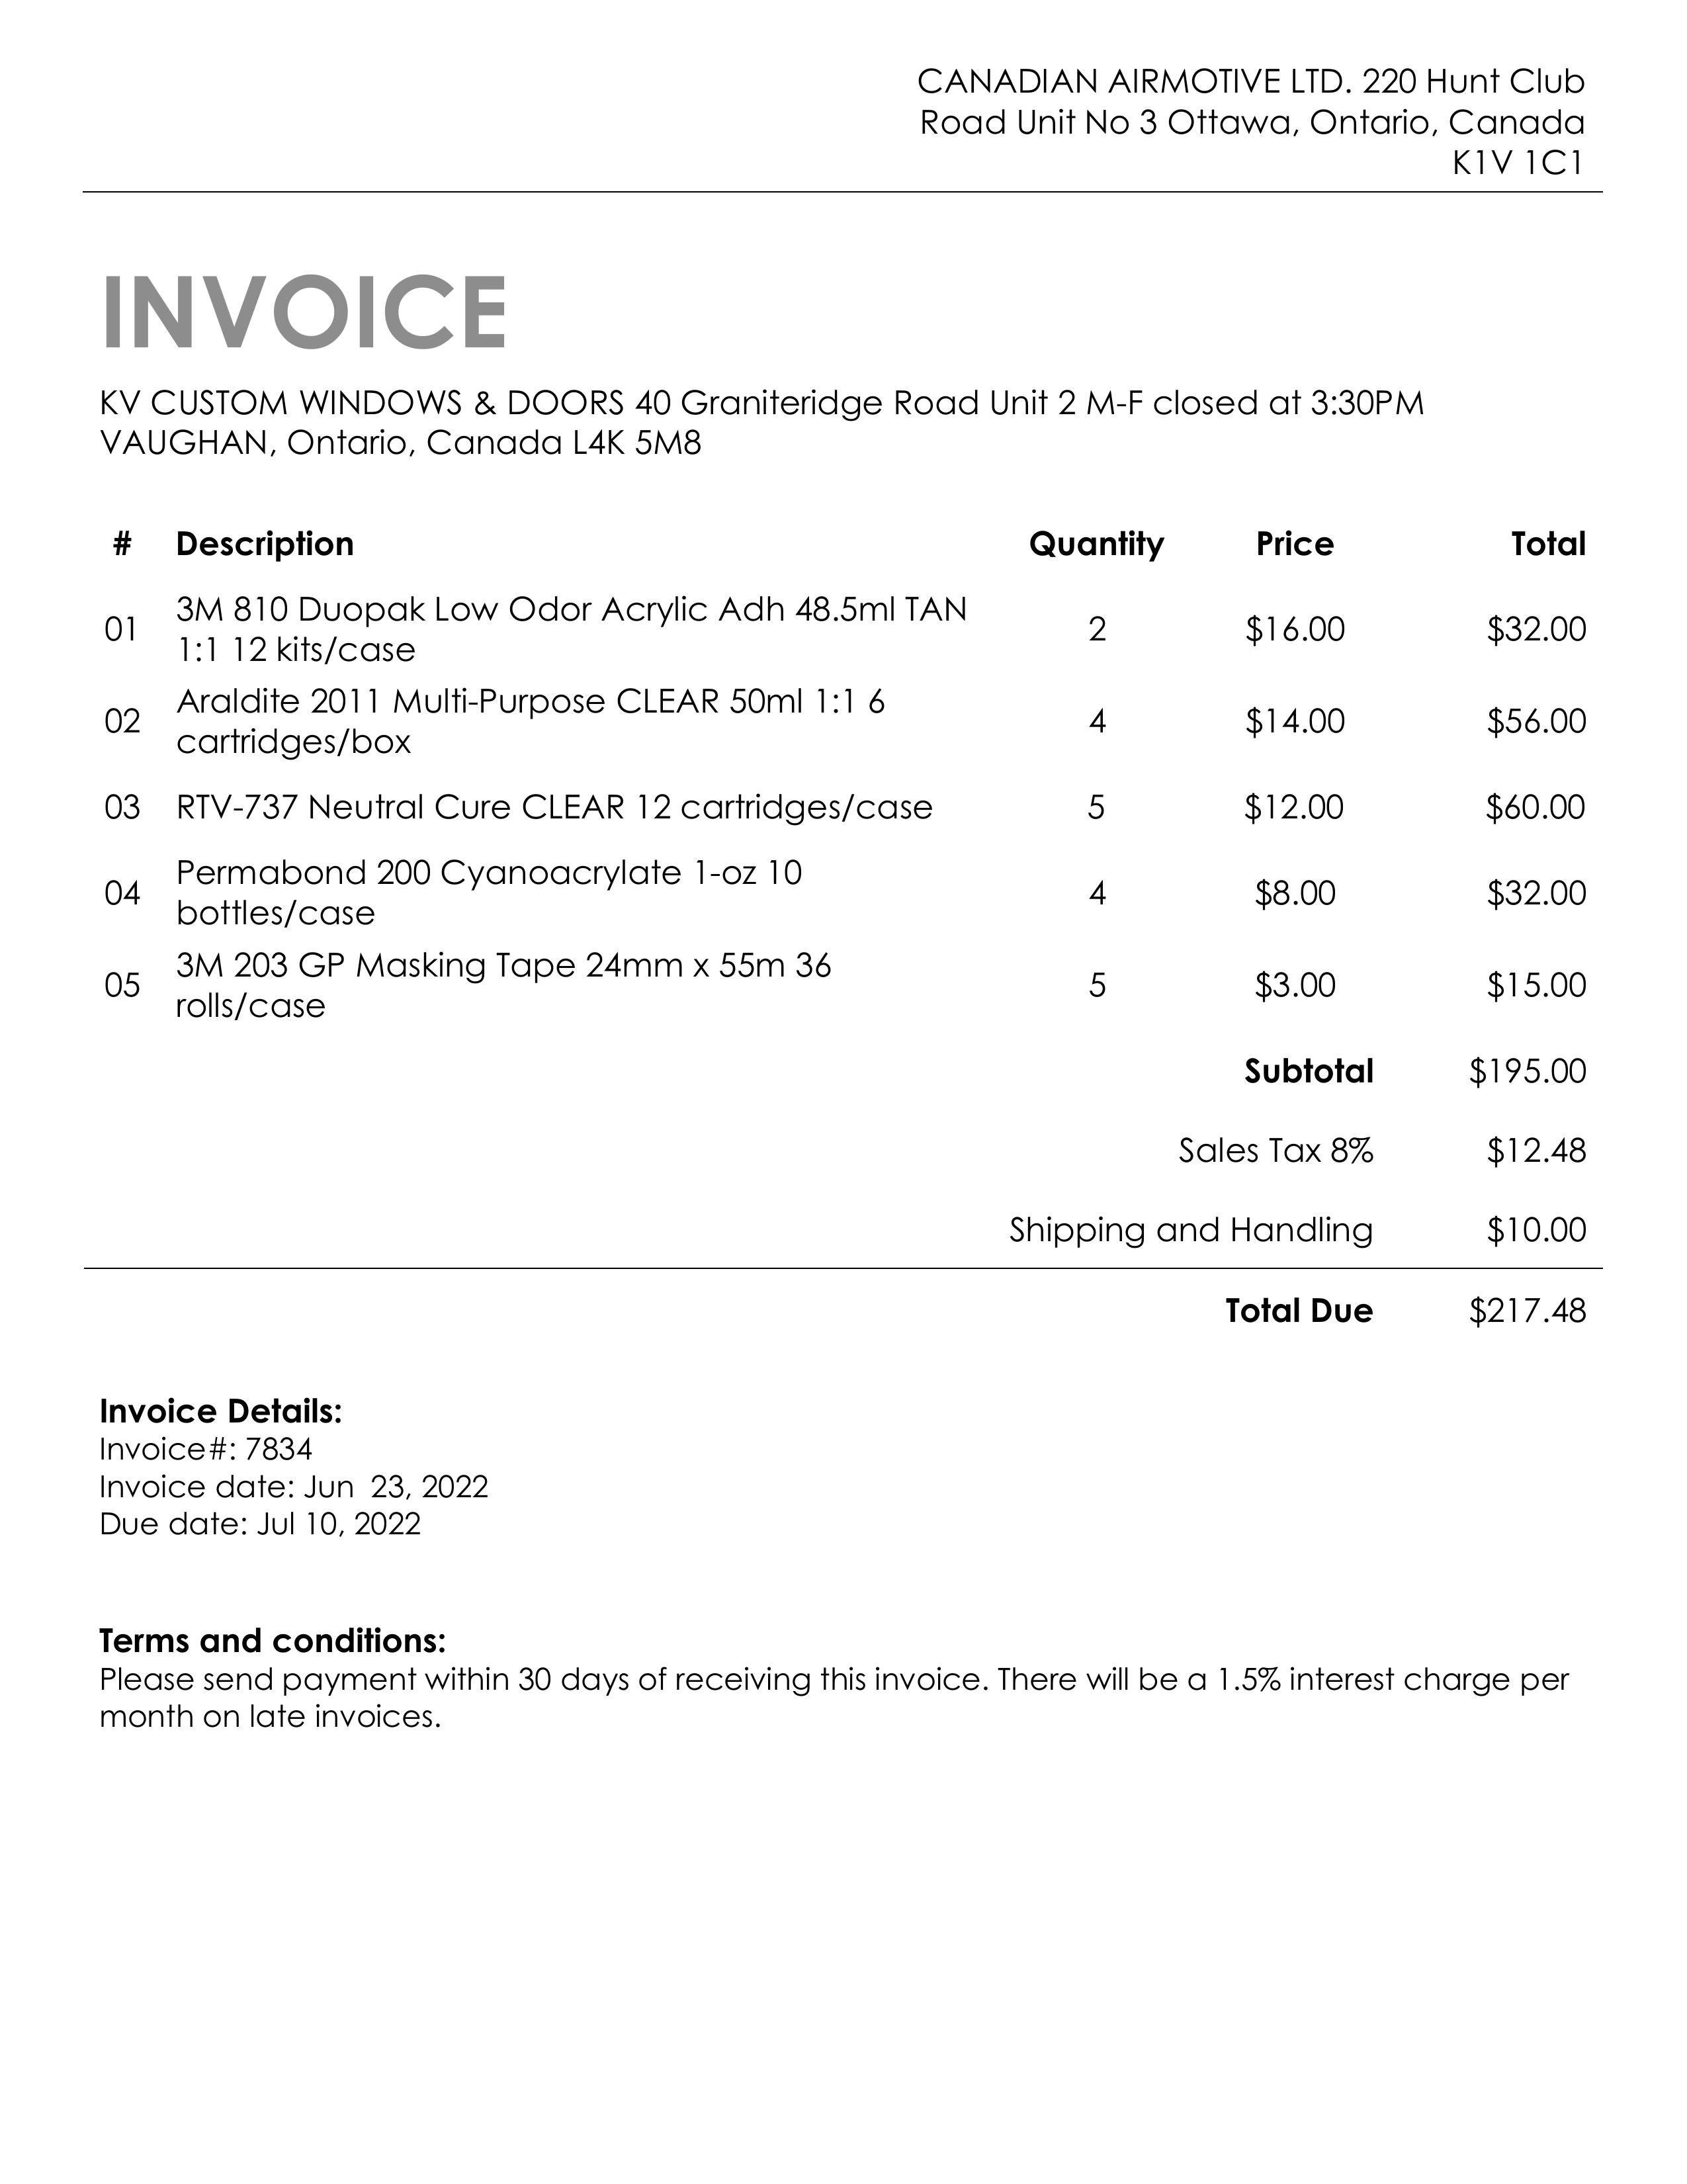 CANADIAN AIRMOTIVE LTD. 220 Hunt Club
Road Unit No 3 Ottawa, Ontario, Canada
K1V 1C1
INVOICE
KV CUSTOM WINDOWS & DOORS 40 Graniteridge Road Unit 2 M-F closed at 3:30PM
VAUGHAN, Ontario, Canada L4K 5M8
# Description Quantity Price Total
01 3M 810 Duopak Low Odor Acrylic Adh 48.5ml TAN 2 $16.00 $32.00
1:1 12 kits/case
02 Araldite 2011 Multi-Purpose CLEAR 50ml 1:1 6 4 $14.00 $56.00
cartridges/box
03 RTV-737 Neutral Cure CLEAR 12 cartridges/case 5 $12.00 $60.00
04 Permabond 200 Cyanoacrylate 1-oz 10 4 $8.00 $32.00
bottles/case
05 3M 203 GP Masking Tape 24mm x 55m 36 5 $3.00 $15.00
rolls/case
Subtotal $195.00
Sales Tax 8% $12.48
Shipping and Handling $10.00
Total Due $217.48
Invoice Details:
Invoice#: 7834
Invoice date: Jun  23, 2022
Due date: Jul 10, 2022
Terms and conditions:
Please send payment within 30 days of receiving this invoice. There will be a 1.5% interest charge per
month on late invoices.